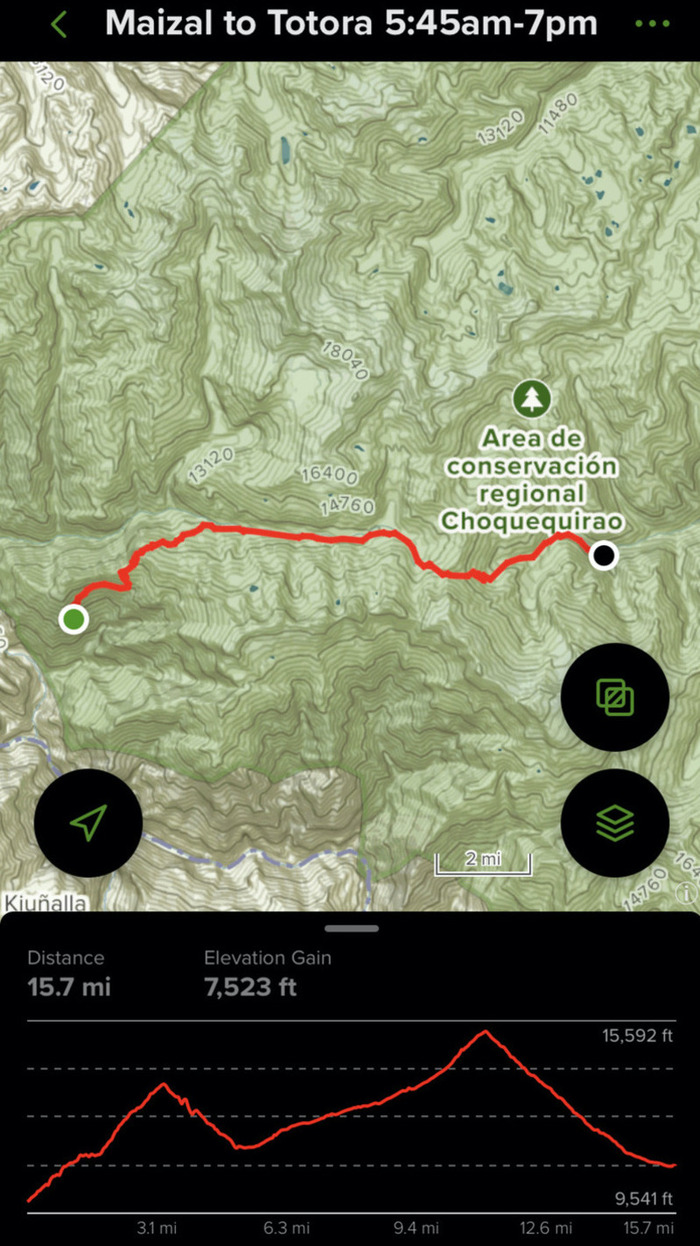 Maizal to Totora 5:45am-7pm
13120
11480
18040
13120
16400
14760
Area de
conservación
regional
Choquequirao
2 mi
14760
Kiuñalla
Distance
Elevation Gain
15.7 mi
7,523 ft
15,592 ft
9,541 ft
3.1 mi
6.3 mi
9.4 mi
12.6 mi
15.7 mi